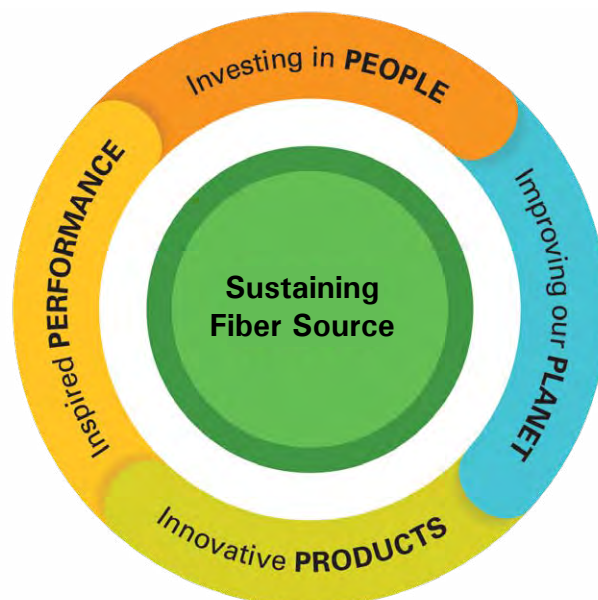 Investing in PEOPLE
Improving our PLANET
Innovative PRODUCTS
Inspired PERFORMANCE
Sustaining
Fiber Source